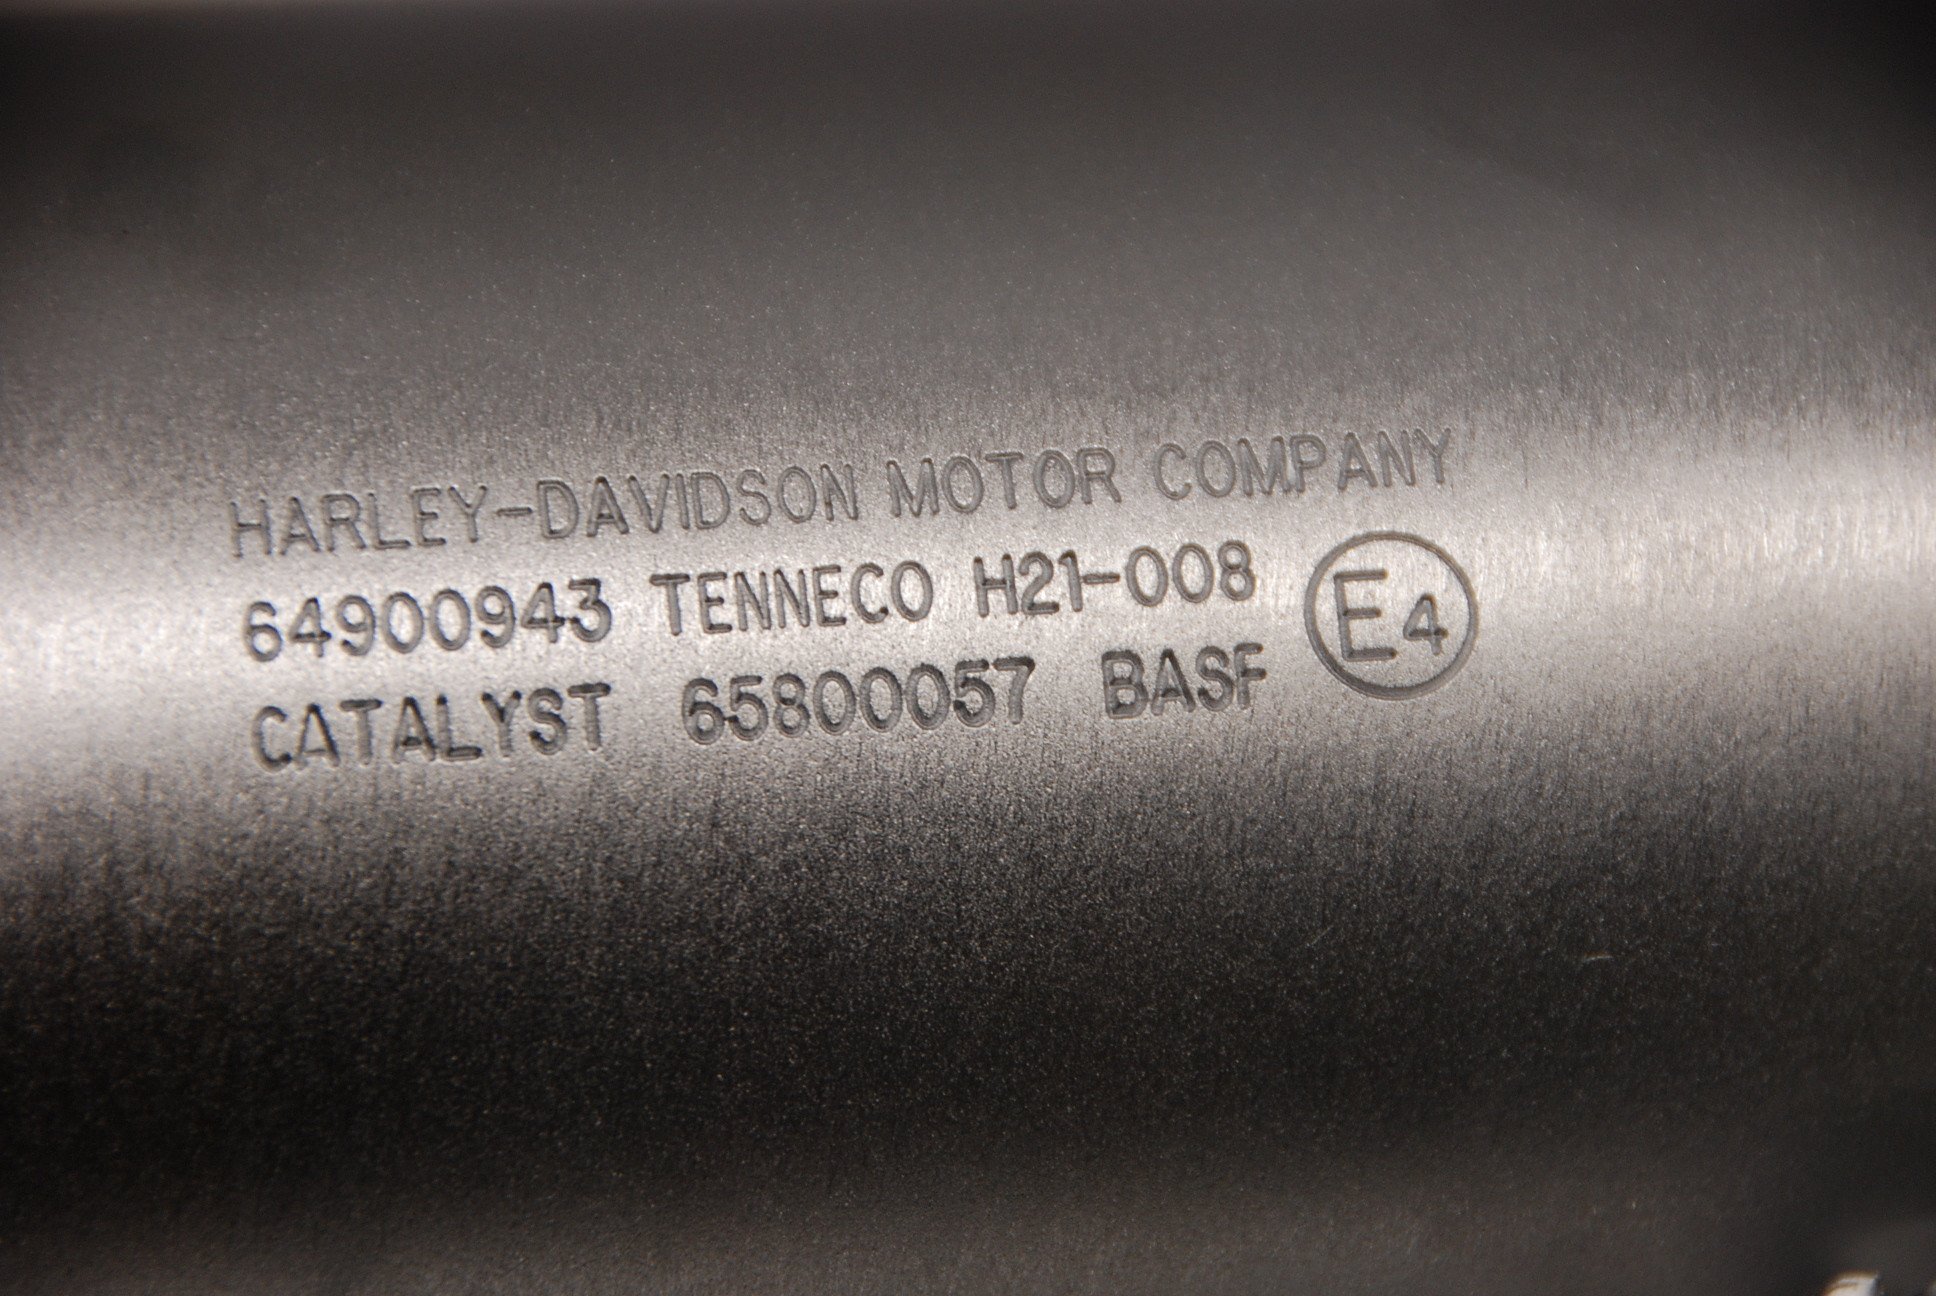 HARLEY-DAVIDSON MOTOR COMPANY
64900943 TENNECO H21-008 E4
CATALYST 65800057 BASF